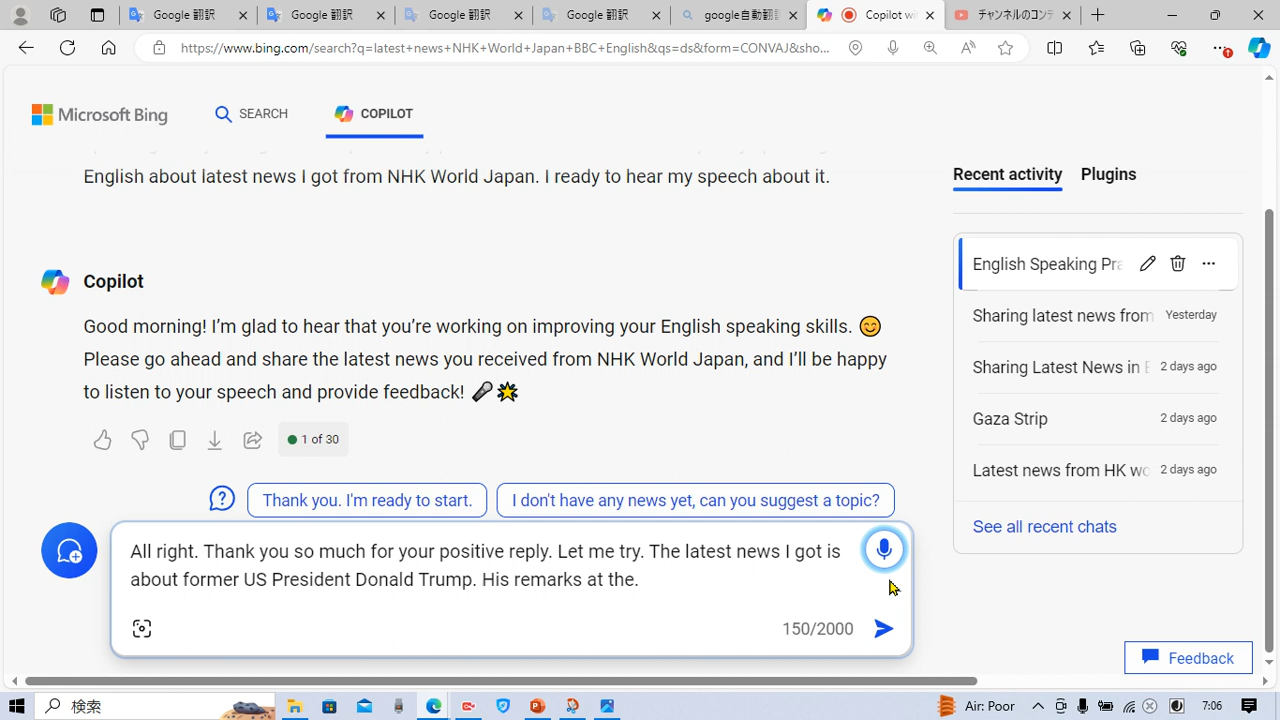 Google 翻訳
Google 翻訳
Google 翻訳
Google 翻訳
google自動翻
Copilot w
チャンネルのコンテ
https://www.bing.com/search?q=latest+news+NHK+World+Japan+BBC+English&qs=ds&form=CONVAJ&sho...
Microsoft Bing
SEARCH
COPILOT
English about latest news I got from NHK World Japan. I ready to hear my speech about it.
Copilot
Good morning! I'm glad to hear that you're working on improving your English speaking skills. 😊
Please go ahead and share the latest news you received from NHK World Japan, and I'll be happy
to listen to your speech and provide feedback! 🎤🌟
1 of 30
Thank you. I'm ready to start.
I don't have any news yet, can you suggest a topic?
All right. Thank you so much for your positive reply. Let me try. The latest news I got is
about former US President Donald Trump. His remarks at the.
150/2000
Recent activity
Plugins
English Speaking Pra
Sharing latest news from
Yesterday
Sharing Latest News in E
2 days ago
Gaza Strip
2 days ago
Latest news from HK wo
2 days ago
See all recent chats
Feedback
検索
Air: Poor
7:06